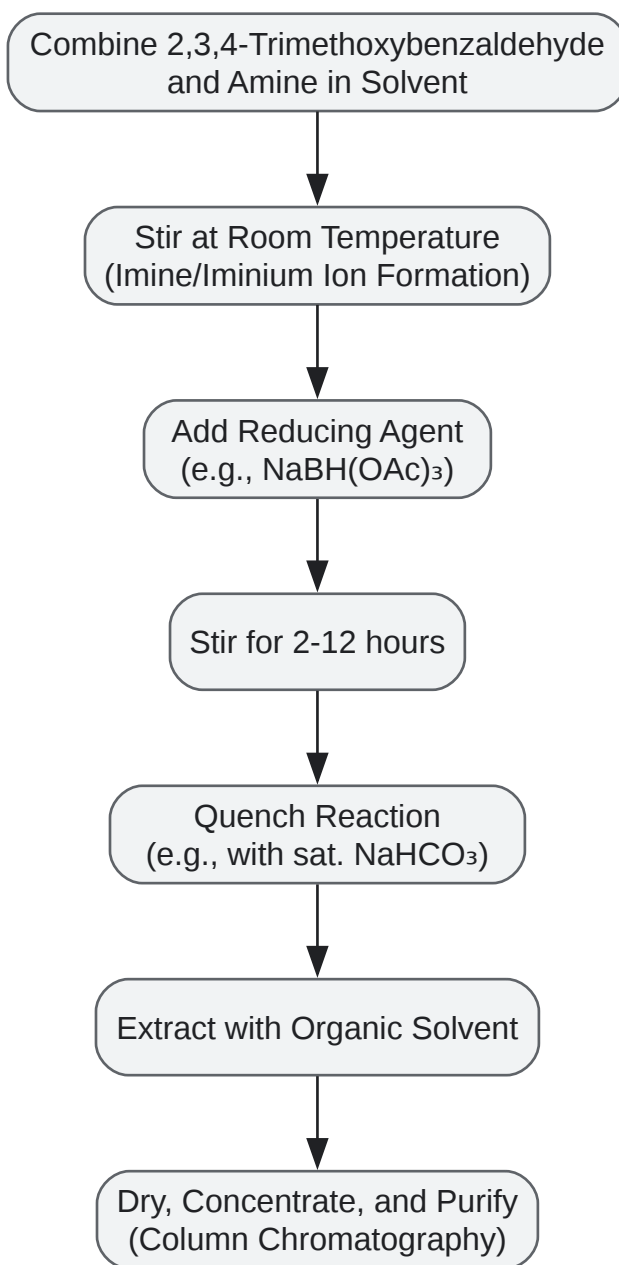 Combine 2,3,4-Trimethoxybenzaldehyde
and Amine in Solvent
Stir at Room Temperature
(Imine/Iminium Ion Formation)
Add Reducing Agent
(e.g., NaBH(OAc)₃)
Stir for 2-12 hours
Quench Reaction
(e.g., with sat. NaHCO₃)
Extract with Organic Solvent
Dry, Concentrate, and Purify
(Column Chromatography)